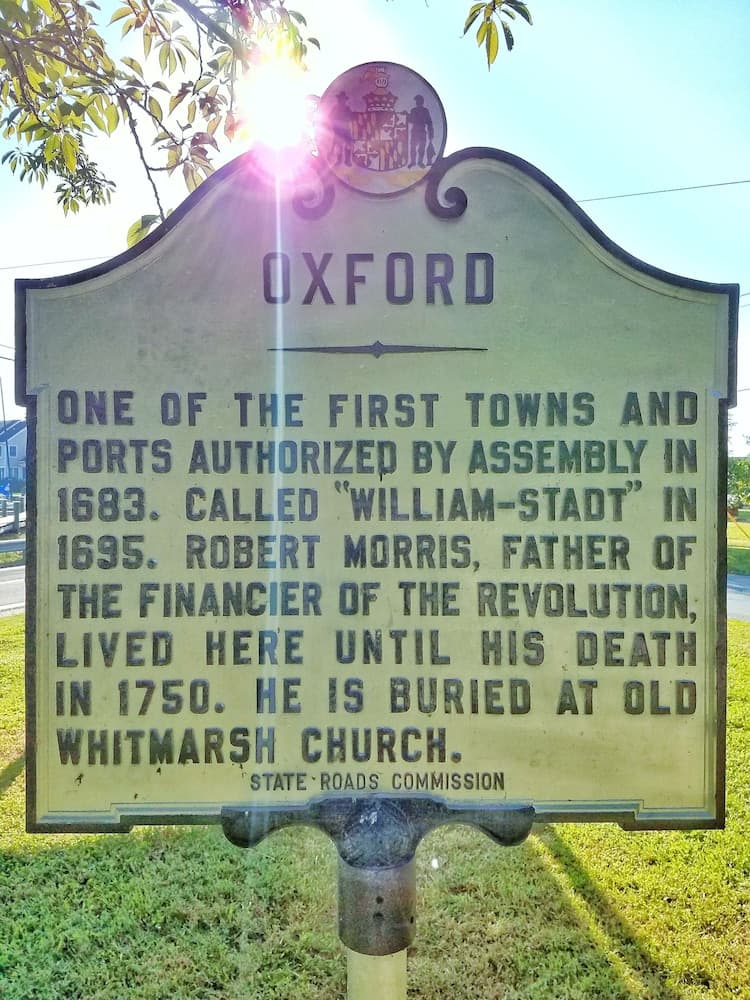 OXFORD
ONE OF THE FIRST TOWNS AND
PORTS AUTHORIZED BY ASSEMBLY IN
1683. CALLED "WILLIAM-STADT" IN
1695. ROBERT MORRIS, FATHER OF
THE FINANCIER OF THE REVOLUTION,
LIVED HERE UNTIL HIS DEATH
IN 1750. HE IS BURIED AT OLD
WHITMARSH CHURCH.
STATE ROADS COMMISSION